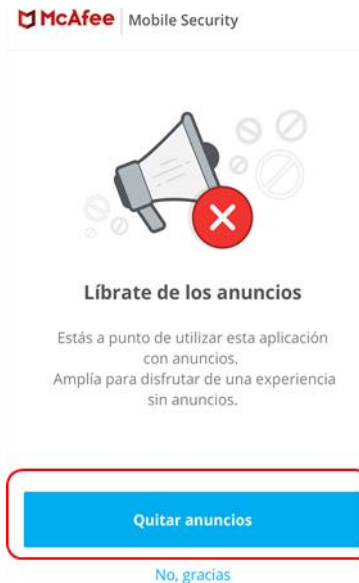 McAfee Mobile Security
Líbrate de los anuncios
Estás a punto de utilizar esta aplicación
con anuncios.
Amplía para disfrutar de una experiencia
sin anuncios.
Quitar anuncios
No, gracias